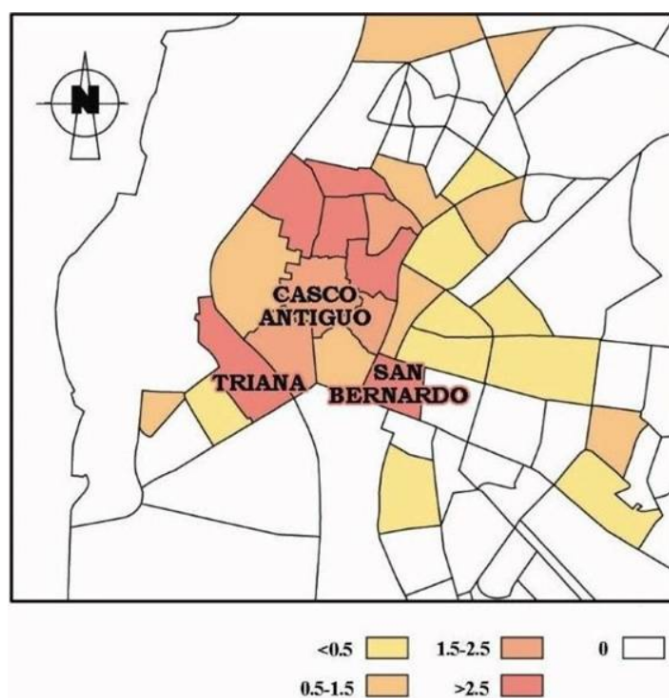 N
CASCO
ANTIGUO
TRIANA
SAN
BERNARDO
<0.5
1.5-2.5
0
0.5-1.5
>2.5